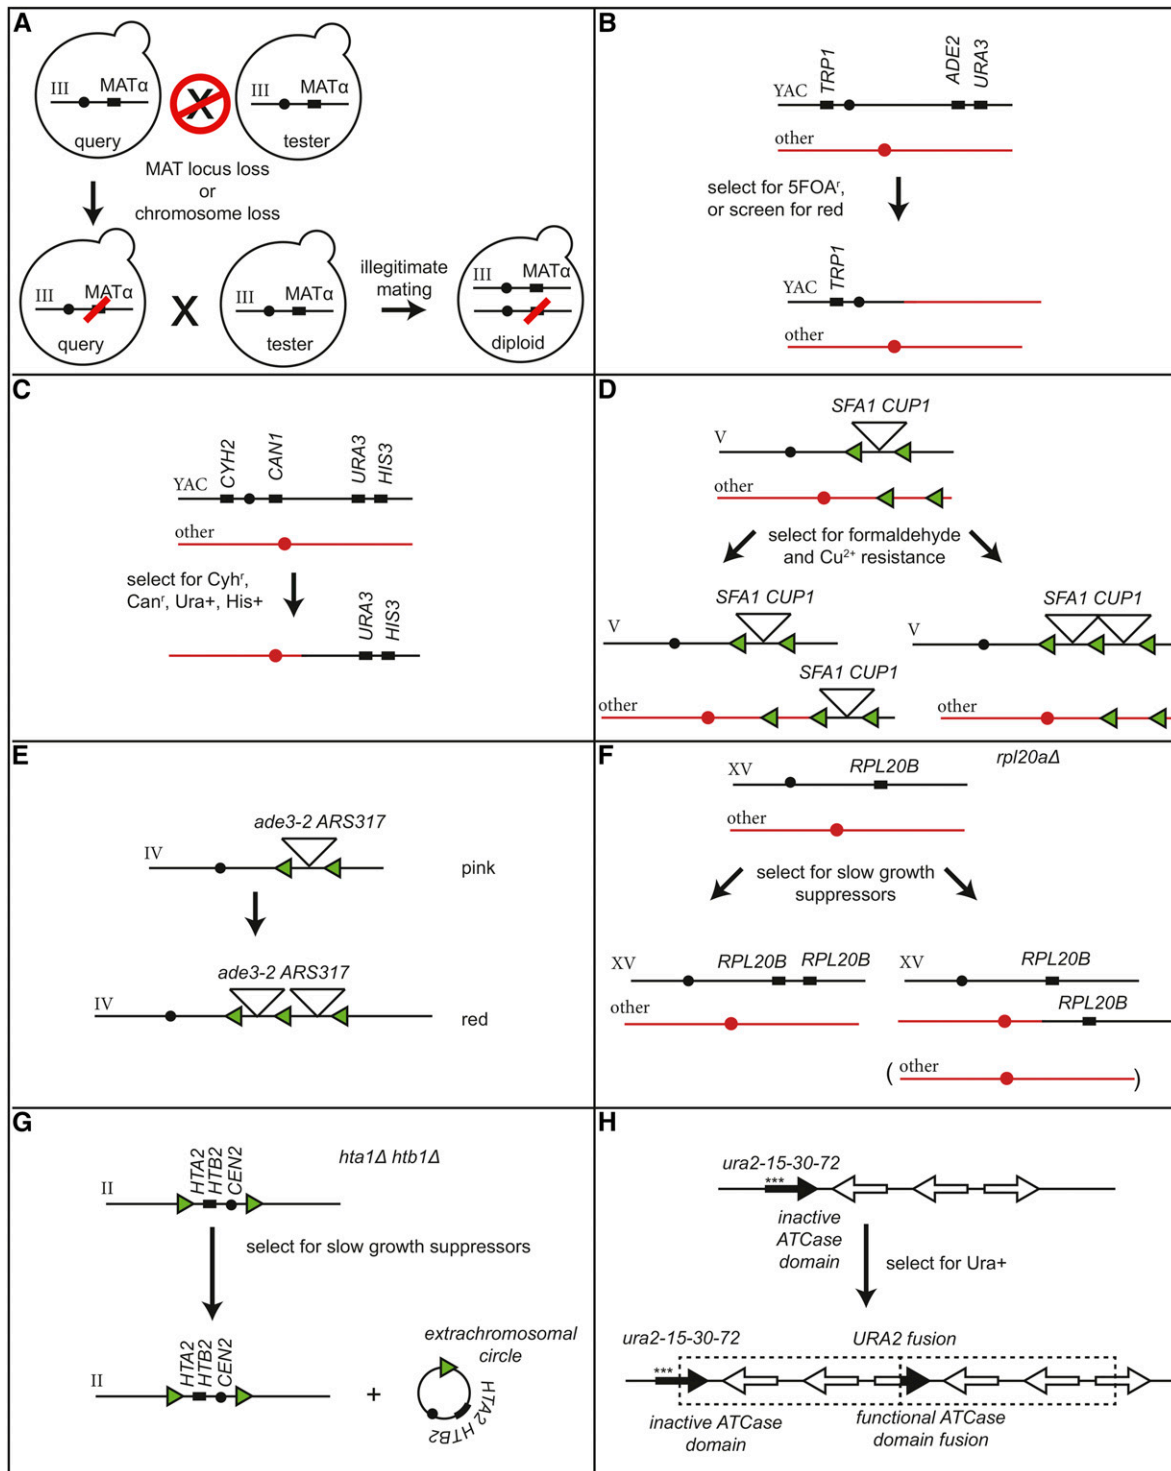 A
III
MATα
query
X
III
MATα
tester
MAT locus loss
or
chromosome loss
III
MATα
query
X
III
MATα
tester
illegitimate
mating
III
MATα
diploid
B
YAC
TRP1
ADE2
URA3
other
select for 5FOAʳ,
or screen for red
YAC
TRP1
other
C
YAC
CYH2
CAN1
URA3
HIS3
other
select for Cyhʳ,
Canʳ, Ura+, His+
URA3
HIS3
D
SFA1 CUP1
V
other
select for formaldehyde
and Cu²⁺ resistance
SFA1 CUP1
V
SFA1 CUP1
other
SFA1 CUP1
V
other
E
ade3-2 ARS317
IV
pink
ade3-2 ARS317
IV
red
F
rpl20aΔ
XV
RPL20B
other
select for slow growth
suppressors
XV
RPL20B
RPL20B
other
XV
RPL20B
RPL20B
( other )
G
hta1Δ htb1Δ
II
HTA2
HTB2
CEN2
select for slow growth suppressors
II
HTA2
HTB2
CEN2
+
extrachromosomal
circle
HTA2 HTB2
H
ura2-15-30-72
***
inactive
ATCase
domain
select for Ura+
ura2-15-30-72
URA2 fusion
***
inactive ATCase
domain
functional ATCase
domain fusion